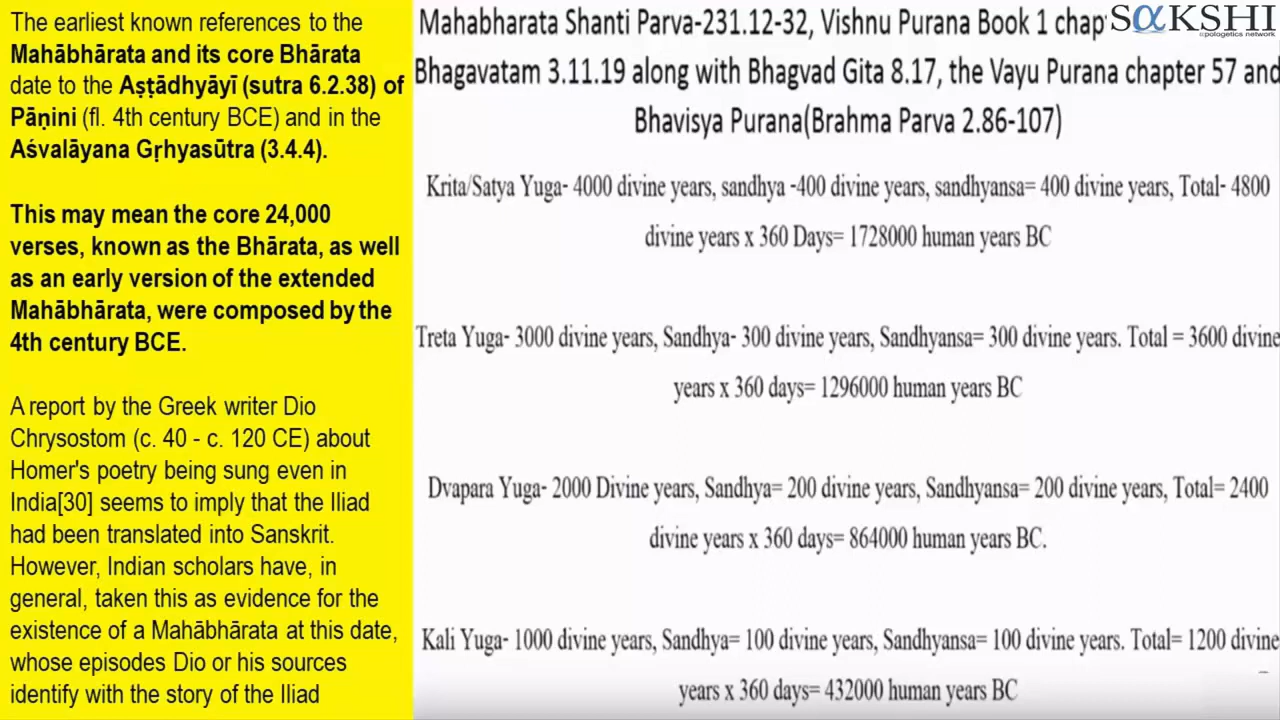 The earliest known references to the
Mahābhārata and its core Bhārata
date to the Aṣṭādhyāyī (sutra 6.2.38) of
Pāṇini (fl. 4th century BCE) and in the
Aśvalāyana Gṛhyasūtra (3.4.4).
This may mean the core 24,000
verses, known as the Bhārata, as well
as an early version of the extended
Mahābhārata, were composed by the
4th century BCE.
A report by the Greek writer Dio
Chrysostom (c. 40 - c. 120 CE) about
Homer's poetry being sung even in
India[30] seems to imply that the Iliad
had been translated into Sanskrit.
However, Indian scholars have, in
general, taken this as evidence for the
existence of a Mahābhārata at this date,
whose episodes Dio or his sources
identify with the story of the Iliad
Mahabharata Shanti Parva-231.12-32, Vishnu Purana Book 1 chap
Bhagavatam 3.11.19 along with Bhagvad Gita 8.17, the Vayu Purana chapter 57 and
Bhavisya Purana(Brahma Parva 2.86-107)
Krita/Satya Yuga- 4000 divine years, sandhya -400 divine years, sandhyansa= 400 divine years, Total- 4800
divine years x 360 Days= 1728000 human years BC
Treta Yuga- 3000 divine years, Sandhya- 300 divine years, Sandhyansa= 300 divine years. Total = 3600 divine
years x 360 days= 1296000 human years BC
Dvapara Yuga- 2000 Divine years, Sandhya= 200 divine years, Sandhyansa= 200 divine years, Total= 2400
divine years x 360 days= 864000 human years BC.
Kali Yuga- 1000 divine years, Sandhya= 100 divine years, Sandhyansa= 100 divine years. Total= 1200 divine
years x 360 days= 432000 human years BC
SαKSHI
αpologetics network